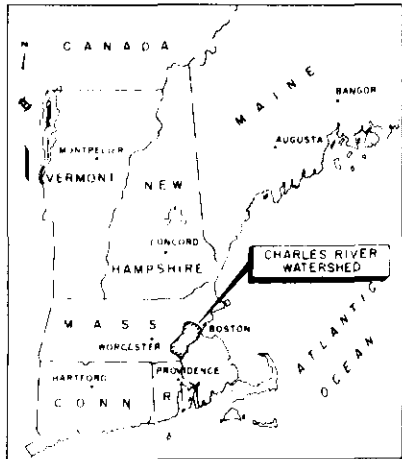 N
CANADA
MAINE
BANGOR
AUGUSTA
MONTPELIER
VERMONT
NEW
CONCORD
HAMPSHIRE
CHARLES RIVER
WATERSHED
MASS
BOSTON
WORCESTER
PROVIDENCE
HARTFORD
CONN
R
ATLANTIC
OCEAN